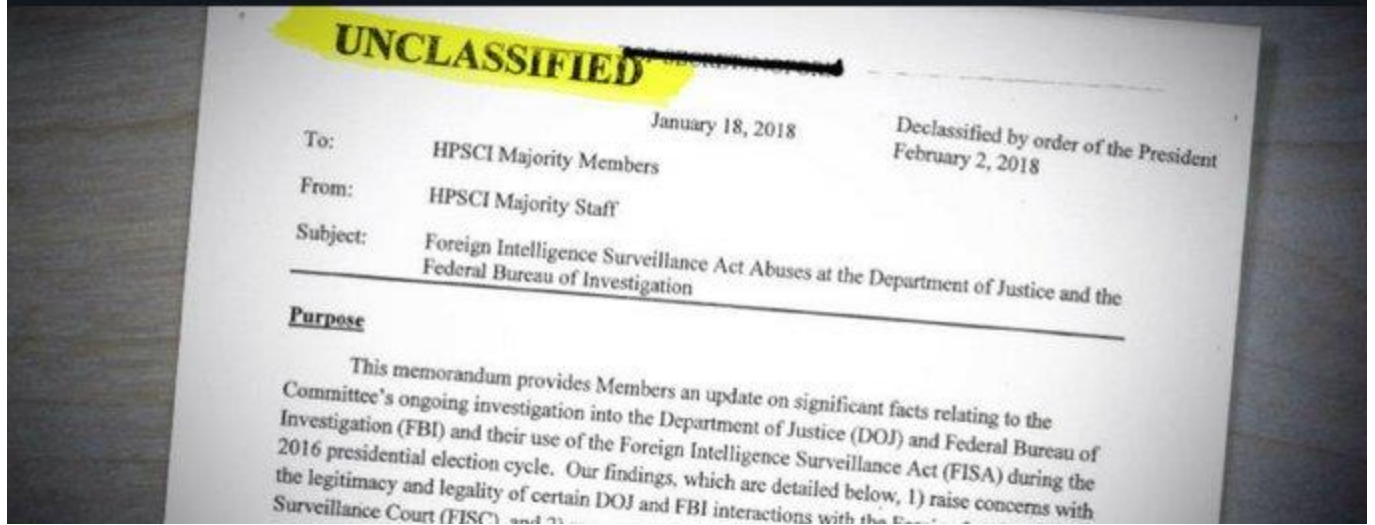 UNCLASSIFIED
January 18, 2018
Declassified by order of the President
February 2, 2018
To:
HPSCI Majority Members
From:
HPSCI Majority Staff
Subject:
Foreign Intelligence Surveillance Act Abuses at the Department of Justice and the
Federal Bureau of Investigation
Purpose
This memorandum provides Members an update on significant facts relating to the
Committee's ongoing investigation into the Department of Justice (DOJ) and Federal Bureau of
Investigation (FBI) and their use of the Foreign Intelligence Surveillance Act (FISA) during the
2016 presidential election cycle. Our findings, which are detailed below, 1) raise concerns with
the legitimacy and legality of certain DOJ and FBI interactions with the
Surveillance Court (FISC), and 2)